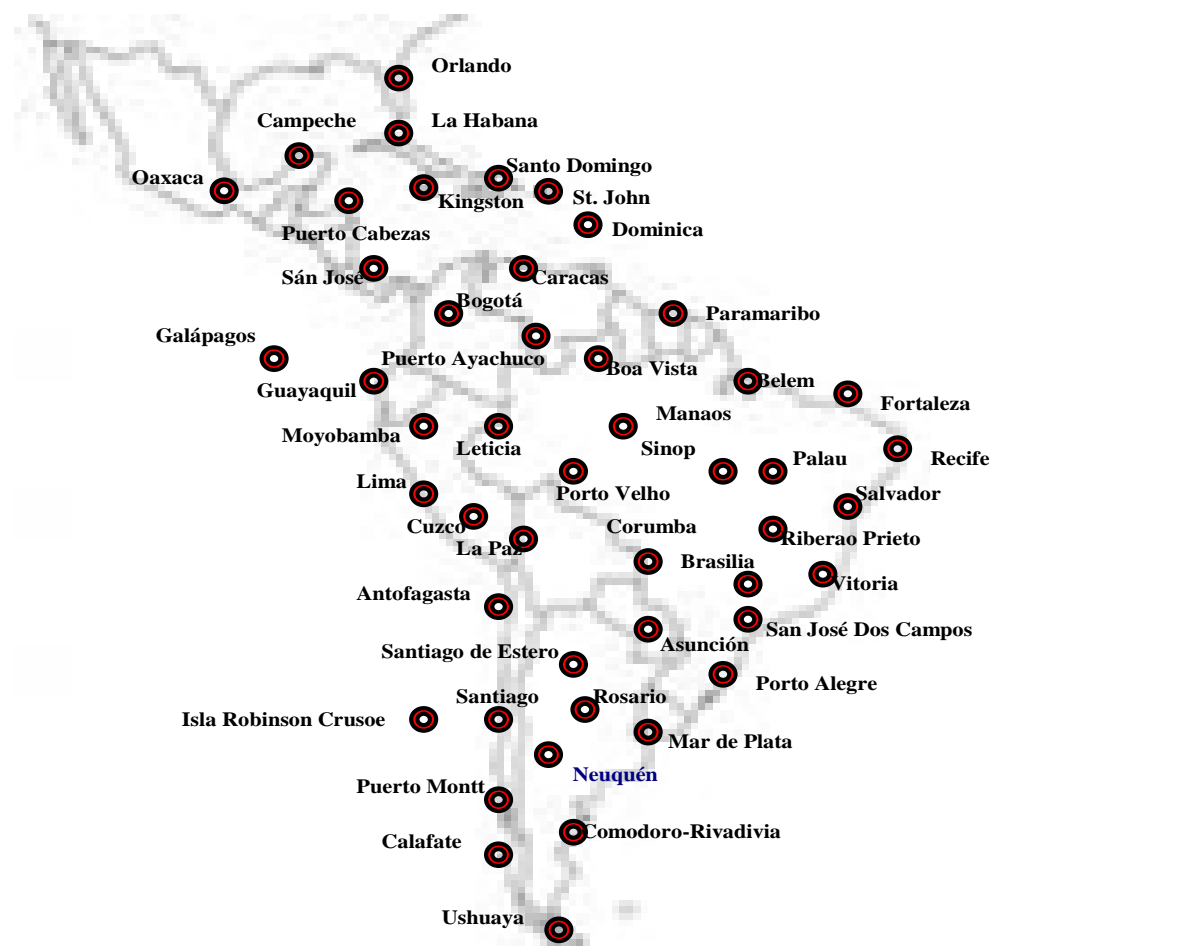 Orlando
Campeche
La Habana
Santo Domingo
Oaxaca
St. John
Kingston
Dominica
Puerto Cabezas
Sán José
Caracas
Bogotá
Paramaribo
Galápagos
Puerto Ayachuco
Boa Vista
Belem
Guayaquil
Fortaleza
Manaos
Moyobamba
Leticia
Sinop
Palau
Recife
Lima
Porto Velho
Salvador
Cuzco
Corumba
Riberao Prieto
La Paz
Brasilia
Vitoria
Antofagasta
San José Dos Campos
Asunción
Santiago de Estero
Porto Alegre
Santiago
Rosario
Isla Robinson Crusoe
Mar de Plata
Neuquén
Puerto Montt
Comodoro-Rivadivia
Calafate
Ushuaya